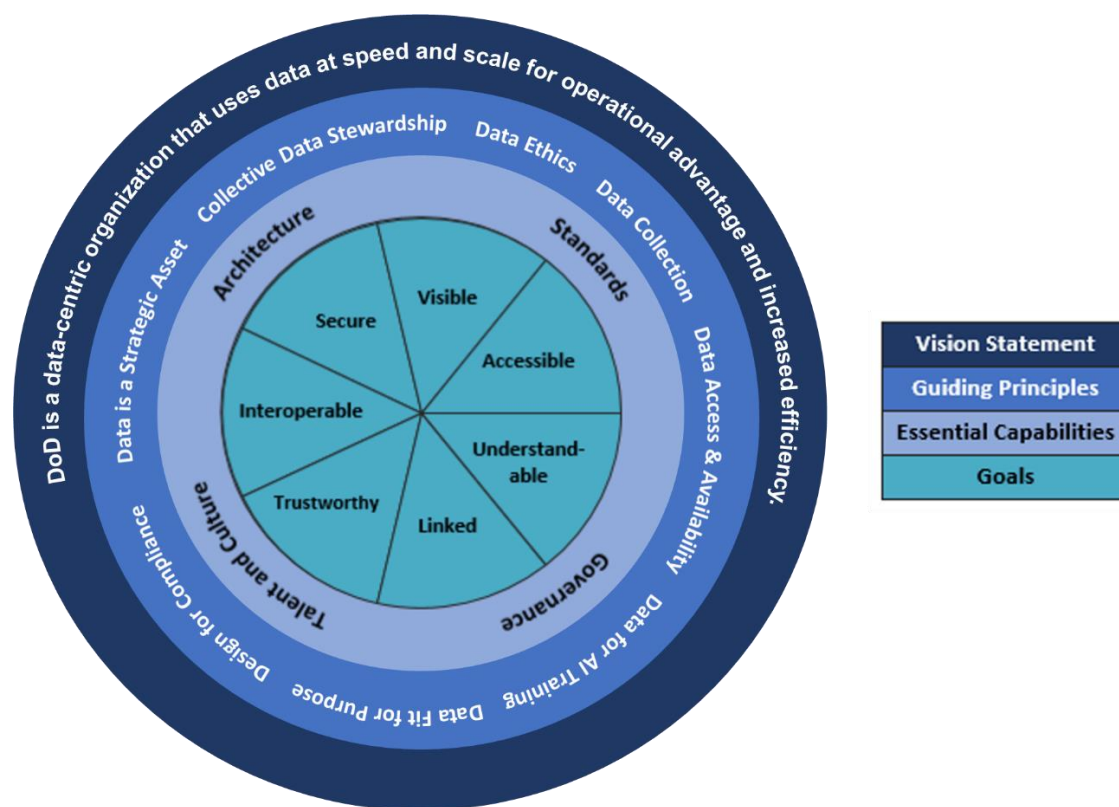 DoD is a data-centric organization that uses data at speed and scale for operational advantage and increased efficiency.
Data is a Strategic Asset
Collective Data Stewardship
Data Ethics
Data Collection
Data Access & Availability
Data for AI Training
Data Fit for Purpose
Design for Compliance
Architecture
Standards
Governance
Talent and Culture
Visible
Accessible
Understand-
able
Linked
Trustworthy
Interoperable
Secure
Vision Statement
Guiding Principles
Essential Capabilities
Goals